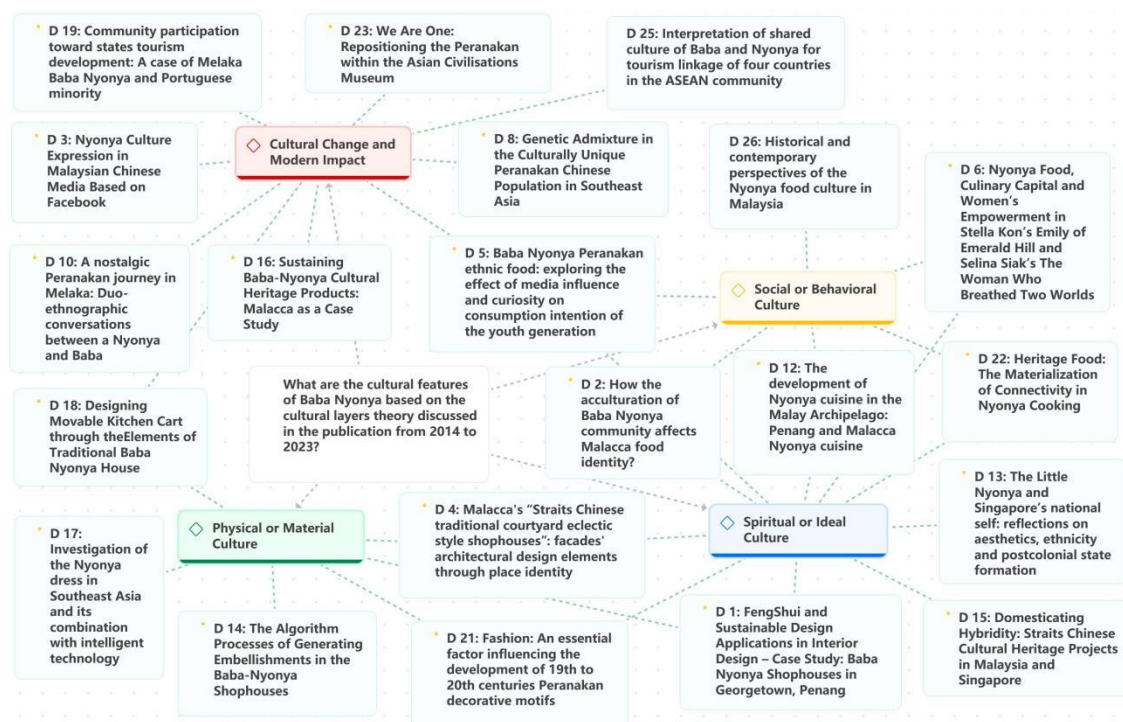 D 19: Community participation
toward states tourism
development: A case of Melaka
Baba Nyonya and Portuguese
minority
D 23: We Are One:
Repositioning the Peranakan
within the Asian Civilisations
Museum
D 25: Interpretation of shared
culture of Baba and Nyonya for
tourism linkage of four countries
in the ASEAN community
D 3: Nyonya Culture
Expression in
Malaysian Chinese
Media Based on
Facebook
Cultural Change and
Modern Impact
D 8: Genetic Admixture in
the Culturally Unique
Peranakan Chinese
Population in Southeast
Asia
D 26: Historical and
contemporary
perspectives of the
Nyonya food culture in
Malaysia
D 6: Nyonya Food,
Culinary Capital and
Women's
Empowerment in
Stella Kon's Emily of
Emerald Hill and
Selina Siak's The
Woman Who
Breathed Two Worlds
D 10: A nostalgic
Peranakan journey in
Melaka: Duo-
ethnographic
conversations
between a Nyonya
and Baba
D 16: Sustaining
Baba-Nyonya Cultural
Heritage Products:
Malacca as a Case
Study
D 5: Baba Nyonya Peranakan
ethnic food: exploring the
effect of media influence
and curiosity on
consumption intention of
the youth generation
Social or Behavioral
Culture
D 18: Designing
Movable Kitchen Cart
through theElements of
Traditional Baba
Nyonya House
What are the cultural features
of Baba Nyonya based on the
cultural layers theory discussed
in the publication from 2014 to
2023?
D 2: How the
acculturation of
Baba Nyonya
community affects
Malacca food
identity?
D 12: The
development of
Nyonya cuisine in the
Malay Archipelago:
Penang and Malacca
Nyonya cuisine
D 22: Heritage Food:
The Materialization
of Connectivity in
Nyonya Cooking
D 17:
Investigation of
the Nyonya
dress in
Southeast Asia
and its
combination
with intelligent
technology
Physical or Material
Culture
D 4: Malacca's "Straits Chinese
traditional courtyard eclectic
style shophouses": facades'
architectural design elements
through place identity
Spiritual or Ideal
Culture
D 13: The Little
Nyonya and
Singapore's national
self: reflections on
aesthetics, ethnicity
and postcolonial state
formation
D 14: The Algorithm
Processes of Generating
Embellishments in the
Baba-Nyonya
Shophouses
D 21: Fashion: An essential
factor influencing the
development of 19th to
20th centuries Peranakan
decorative motifs
D 1: FengShui and
Sustainable Design
Applications in Interior
Design – Case Study: Baba
Nyonya Shophouses in
Georgetown, Penang
D 15: Domesticating
Hybridity: Straits Chinese
Cultural Heritage Projects
in Malaysia and
Singapore